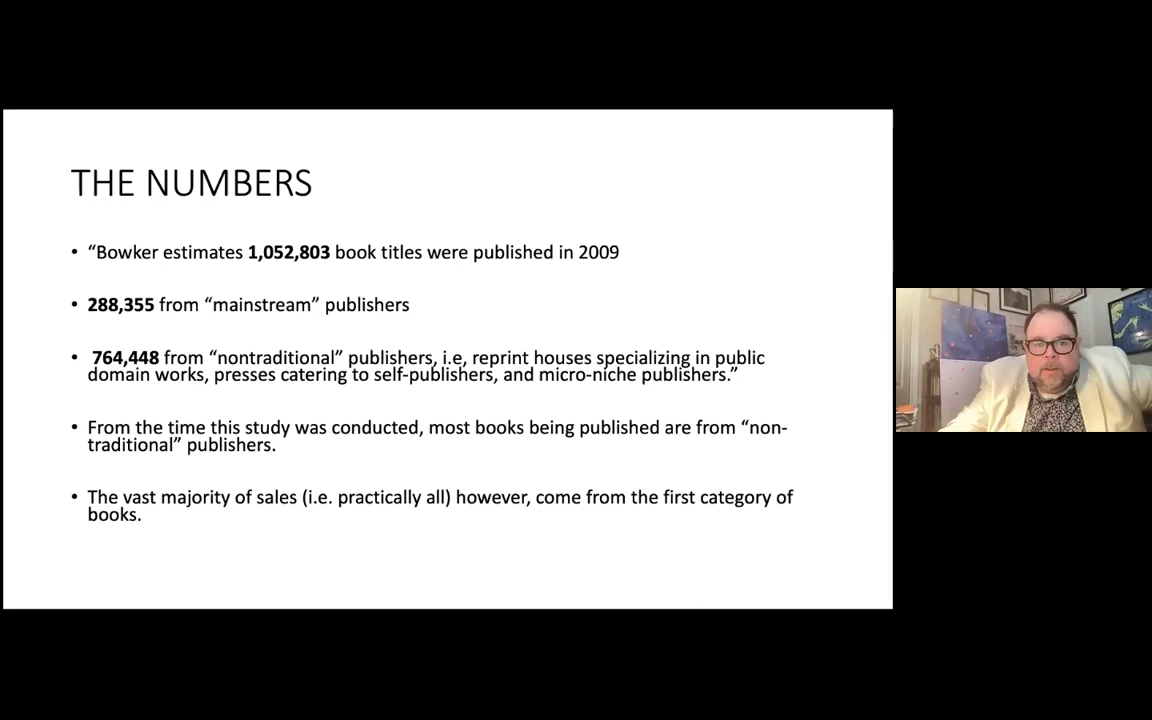 THE NUMBERS
• “Bowker estimates 1,052,803 book titles were published in 2009
• 288,355 from “mainstream” publishers
• 764,448 from “nontraditional” publishers, i.e, reprint houses specializing in public
domain works, presses catering to self-publishers, and micro-niche publishers.”
• From the time this study was conducted, most books being published are from “non-
traditional” publishers.
• The vast majority of sales (i.e. practically all) however, come from the first category of
books.